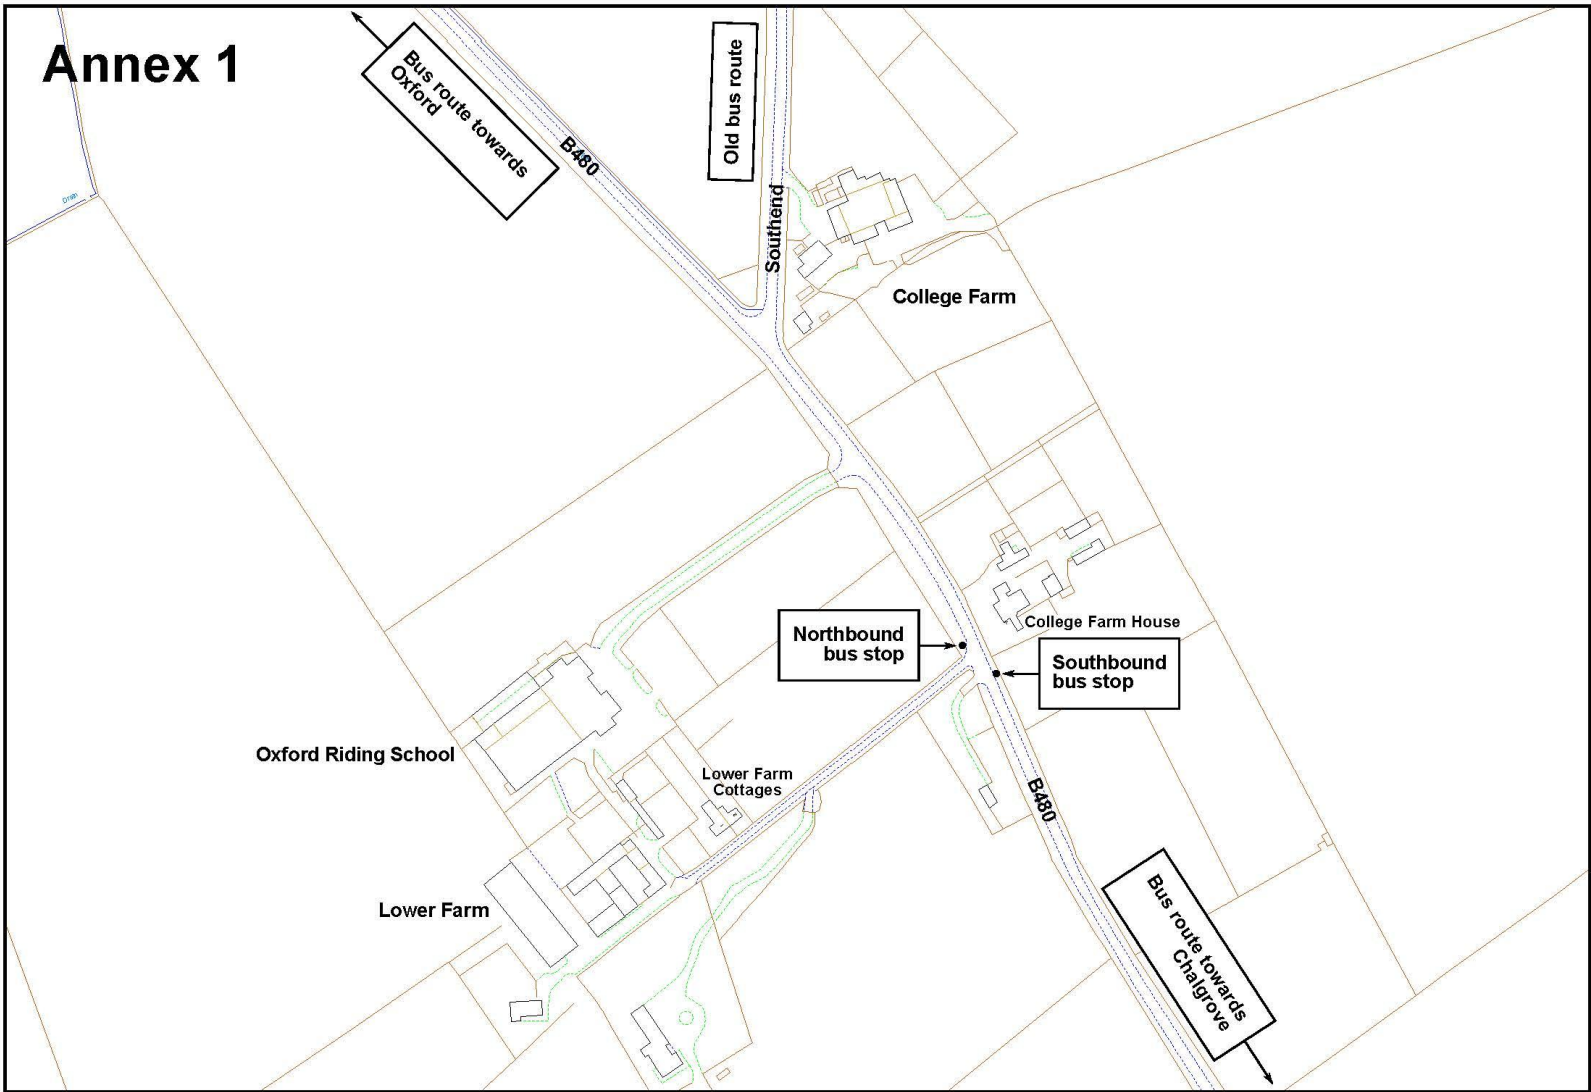 Annex 1
Bus route towards
Oxford
B480
Old bus route
Southend
Drain
College Farm
College Farm House
Northbound
bus stop
Southbound
bus stop
Oxford Riding School
Lower Farm
Cottages
B480
Lower Farm
Bus route towards
Chalgrove